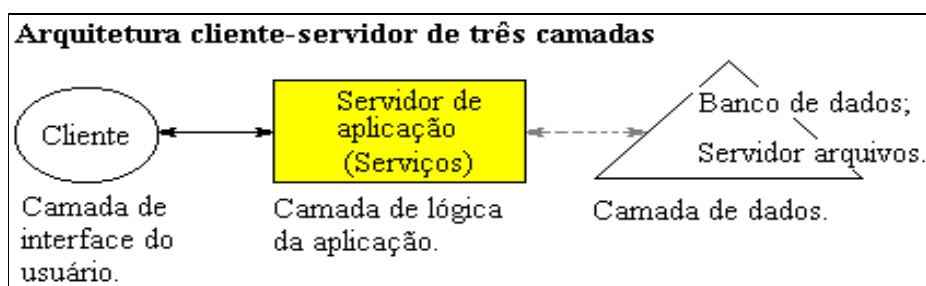 Arquitetura cliente-servidor de três camadas
Cliente
Servidor de
aplicação
(Serviços)
Banco de dados;
Servidor arquivos.
Camada de
interface do
usuário.
Camada de lógica
da aplicação.
Camada de dados.